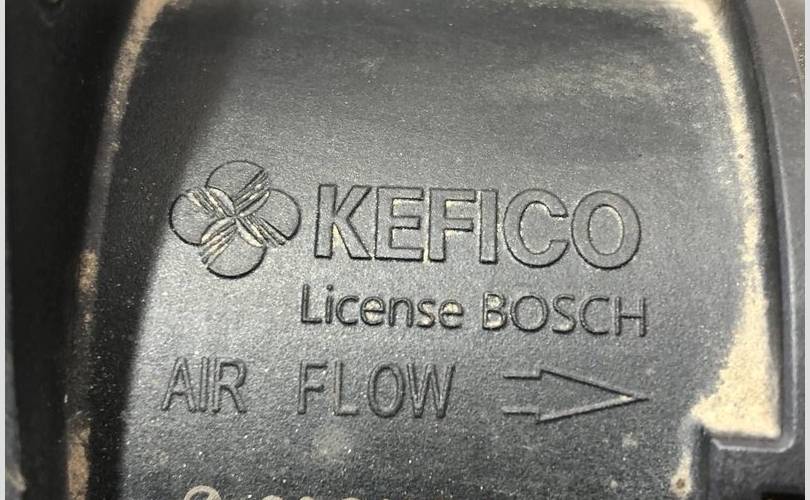 KEFICO
License BOSCH
AIR FLOW